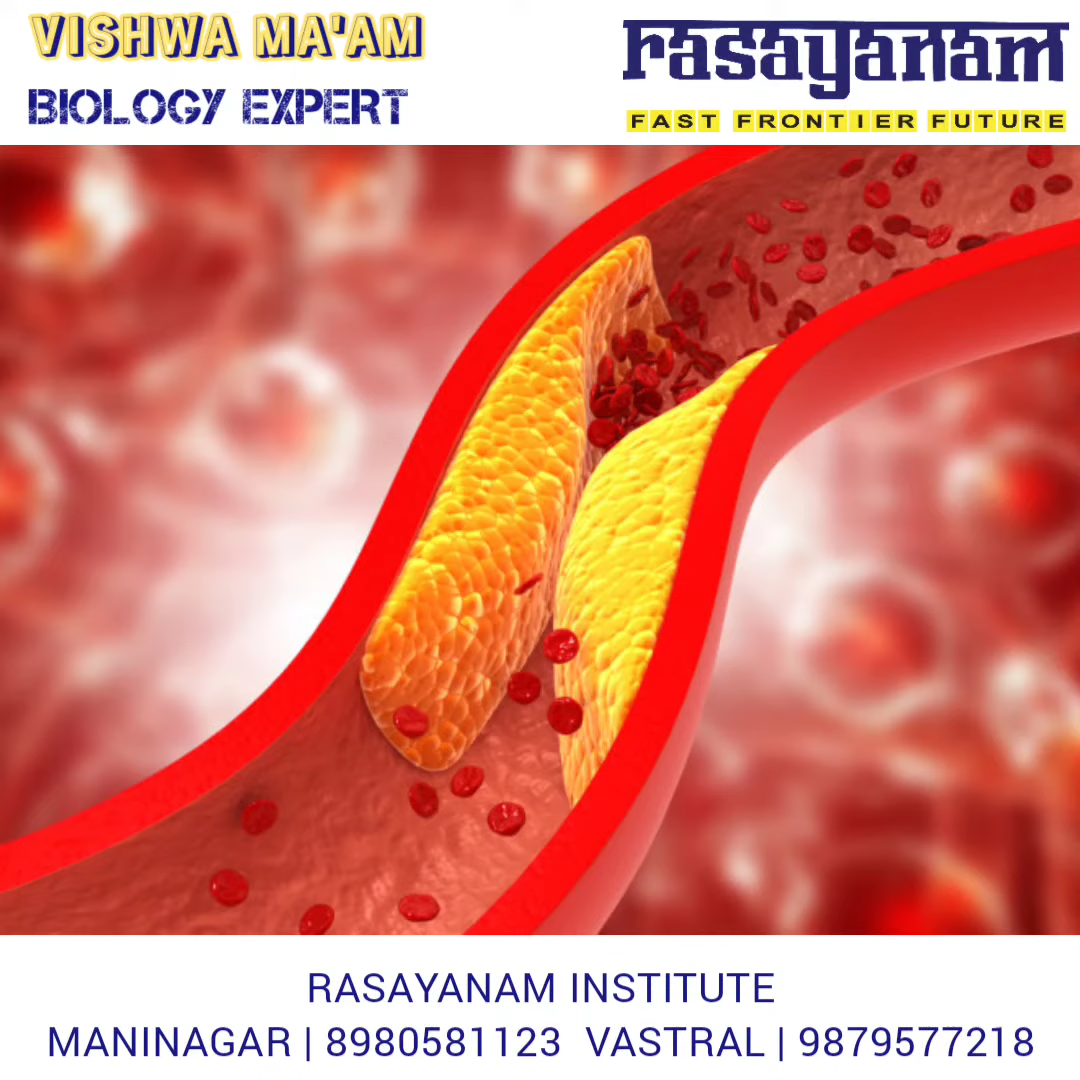 VISHWA MA'AM
BIOLOGY EXPERT
rasayanam
FAST FRONTIER FUTURE
RASAYANAM INSTITUTE
MANINAGAR | 8980581123 VASTRAL | 9879577218